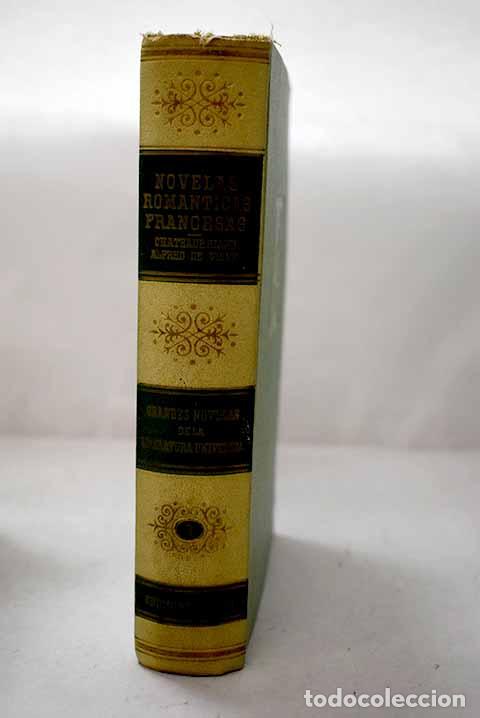 NOVELAS
ROMANTICAS
FRANCESAS
CHATEAUBRIAND
ALFRED DE VIGNY
GRANDES NOVELAS
DE LA
LITERATURA UNIVERSAL
todocoleccion